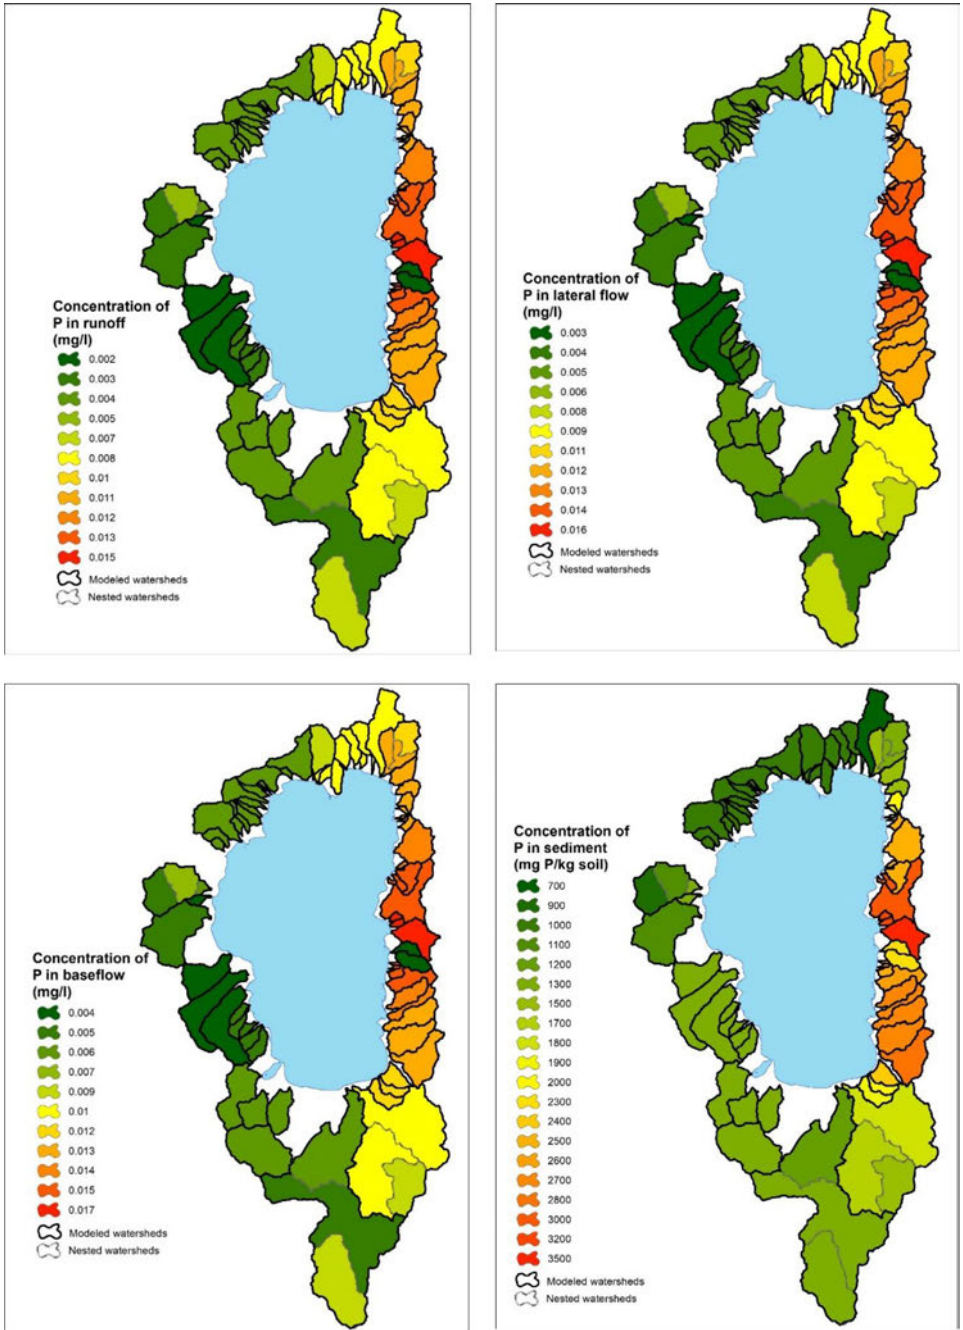 Concentration of
P in runoff
(mg/l)
0.002
0.003
0.004
0.005
0.007
0.008
0.01
0.011
0.012
0.013
0.015
Modeled watersheds
Nested watersheds
Concentration of
P in lateral flow
(mg/l)
0.003
0.004
0.005
0.006
0.008
0.009
0.011
0.012
0.013
0.014
0.016
Modeled watersheds
Nested watersheds
Concentration of
P in baseflow
(mg/l)
0.004
0.005
0.006
0.007
0.009
0.01
0.012
0.013
0.014
0.015
0.017
Modeled watersheds
Nested watersheds
Concentration of
P in sediment
(mg P/kg soil)
700
900
1000
1100
1200
1300
1500
1700
1800
1900
2000
2300
2400
2500
2600
2700
2800
3000
3200
3500
Modeled watersheds
Nested watersheds